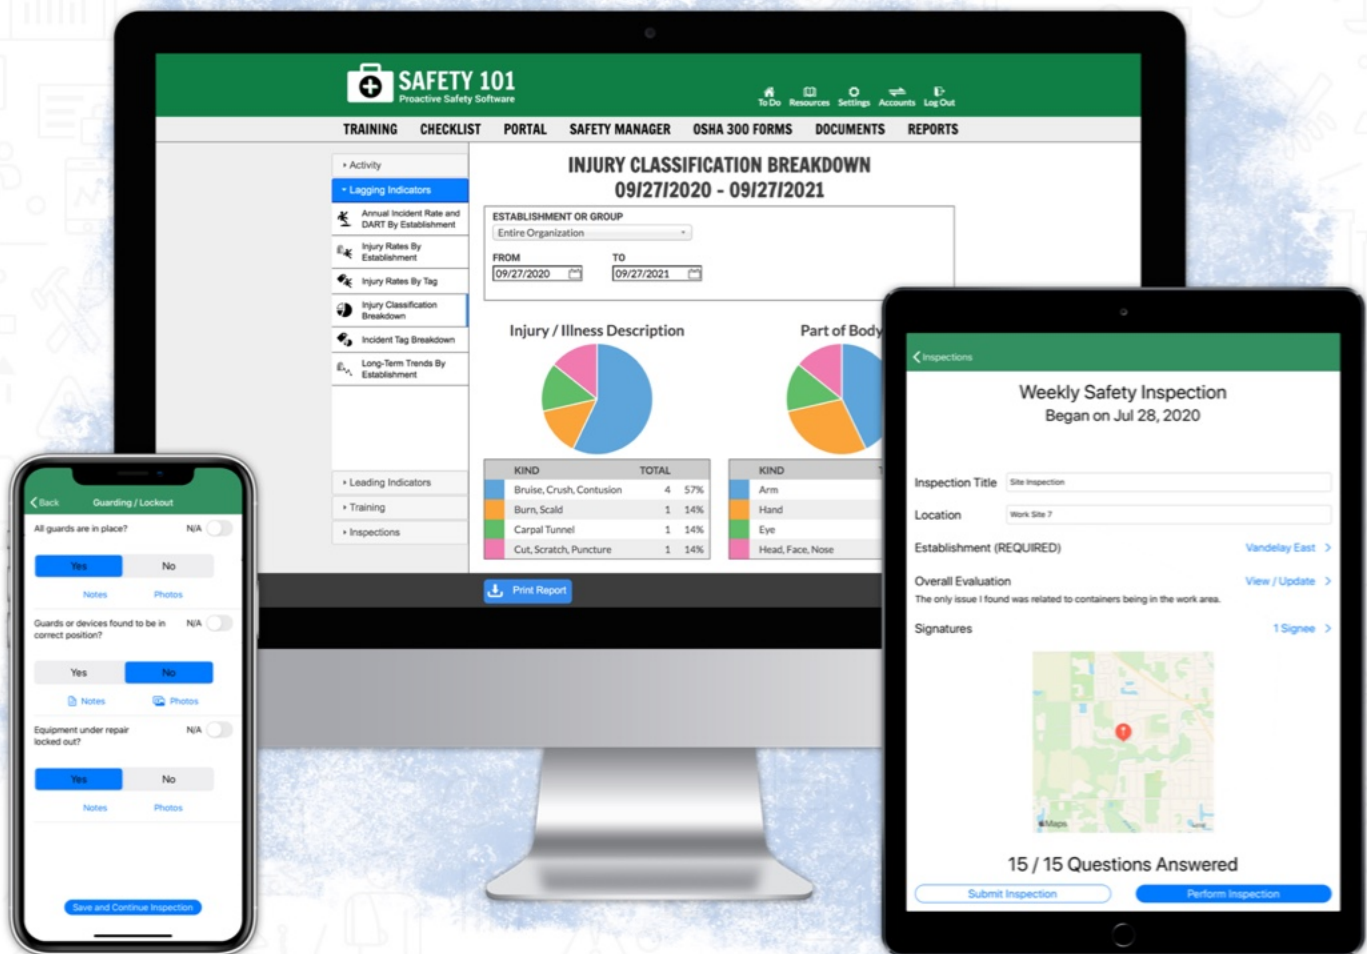 SAFETY 101
Proactive Safety Software
To Do Resources Settings Accounts Log Out
TRAINING CHECKLIST PORTAL SAFETY MANAGER OSHA 300 FORMS DOCUMENTS REPORTS
Activity
Lagging Indicators
Annual Incident Rate and
DART By Establishment
Injury Rates By
Establishment
Injury Rates By Tag
Injury Classification
Breakdown
Incident Tag Breakdown
Long-Term Trends By
Establishment
Leading Indicators
Training
Inspections
INJURY CLASSIFICATION BREAKDOWN
09/27/2020 - 09/27/2021
ESTABLISHMENT OR GROUP
Entire Organization
FROM TO
09/27/2020 09/27/2021
Injury / Illness Description
KIND TOTAL
Bruise, Crush, Contusion 4 57%
Burn, Scald 1 14%
Carpal Tunnel 1 14%
Cut, Scratch, Puncture 1 14%
Part of Body
KIND T
Arm
Hand
Eye
Head, Face, Nose
Print Report
Back Guarding / Lockout
All guards are in place? N/A
Yes No
Notes Photos
Guards or devices found to be in N/A
correct position?
Yes No
Notes Photos
Equipment under repair N/A
locked out?
Yes No
Notes Photos
Save and Continue Inspection
Inspections
Weekly Safety Inspection
Began on Jul 28, 2020
Inspection Title Site Inspection
Location Work Site 7
Establishment (REQUIRED) Vandelay East
Overall Evaluation View / Update
The only issue I found was related to containers being in the work area.
Signatures 1 Signee
Maps
15 / 15 Questions Answered
Submit Inspection Perform Inspection